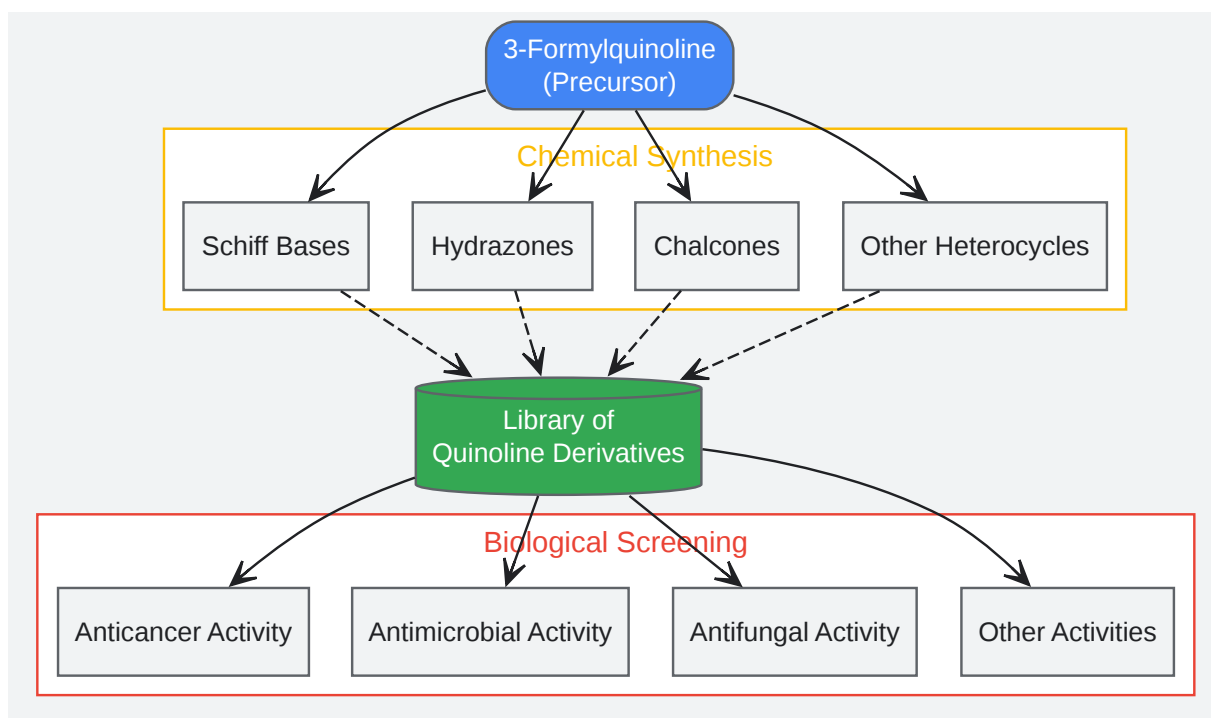 3-Formylquinoline
(Precursor)
Chemical Synthesis
Schiff Bases
Hydrazones
Chalcones
Other Heterocycles
Library of
Quinoline Derivatives
Biological Screening
Anticancer Activity
Antimicrobial Activity
Antifungal Activity
Other Activities